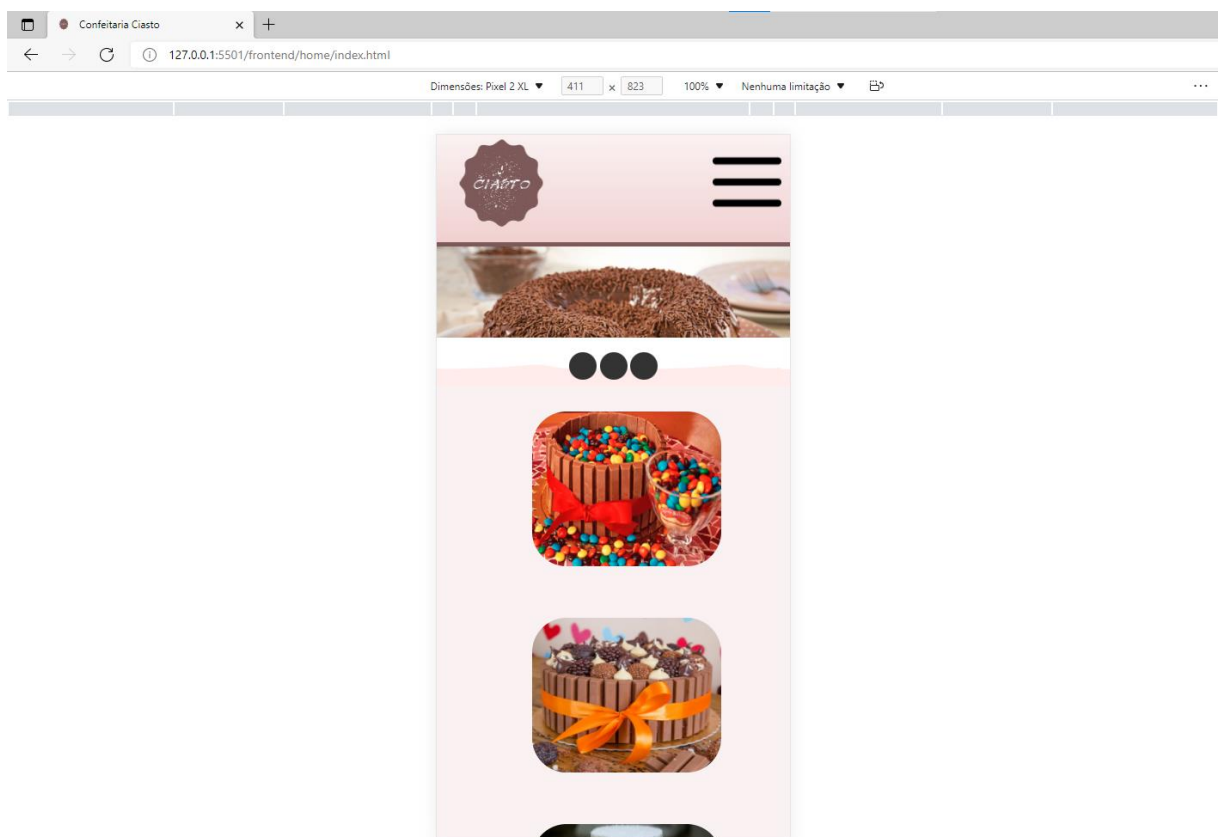 Confeitaria Ciasto
127.0.0.1:5501/frontend/home/index.html
Dimensões: Pixel 2 XL ▼ 411 x 823 100% ▼ Nenhuma limitação ▼
CIASTO